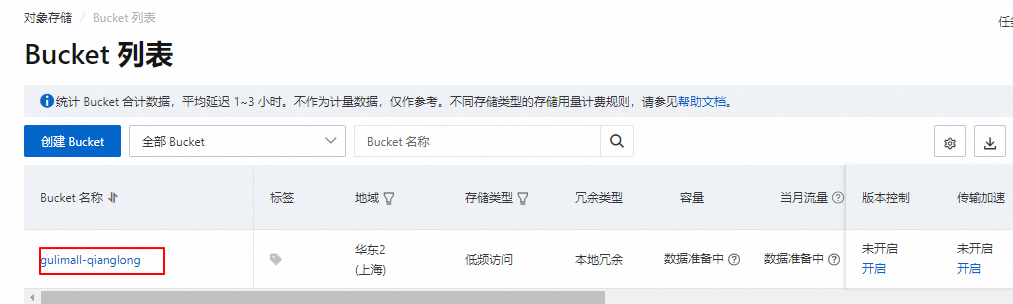 对象存储 / Bucket 列表
任务
Bucket 列表
统计 Bucket 合计数据，平均延迟 1~3 小时。不作为计量数据，仅作参考。不同存储类型的存储用量计费规则，请参见帮助文档。
创建 Bucket 全部 Bucket Bucket 名称
Bucket 名称 标签 地域 存储类型 冗余类型 容量 当月流量 版本控制 传输加速
gulimall-qianglong 华东2 低频访问 本地冗余 数据准备中 数据准备中 未开启 未开启
(上海) 开启 开启